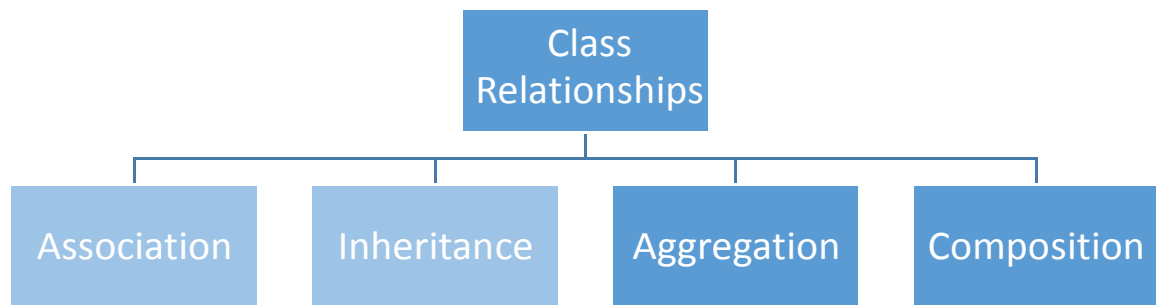 Class
Relationships
Association
Inheritance
Aggregation
Composition